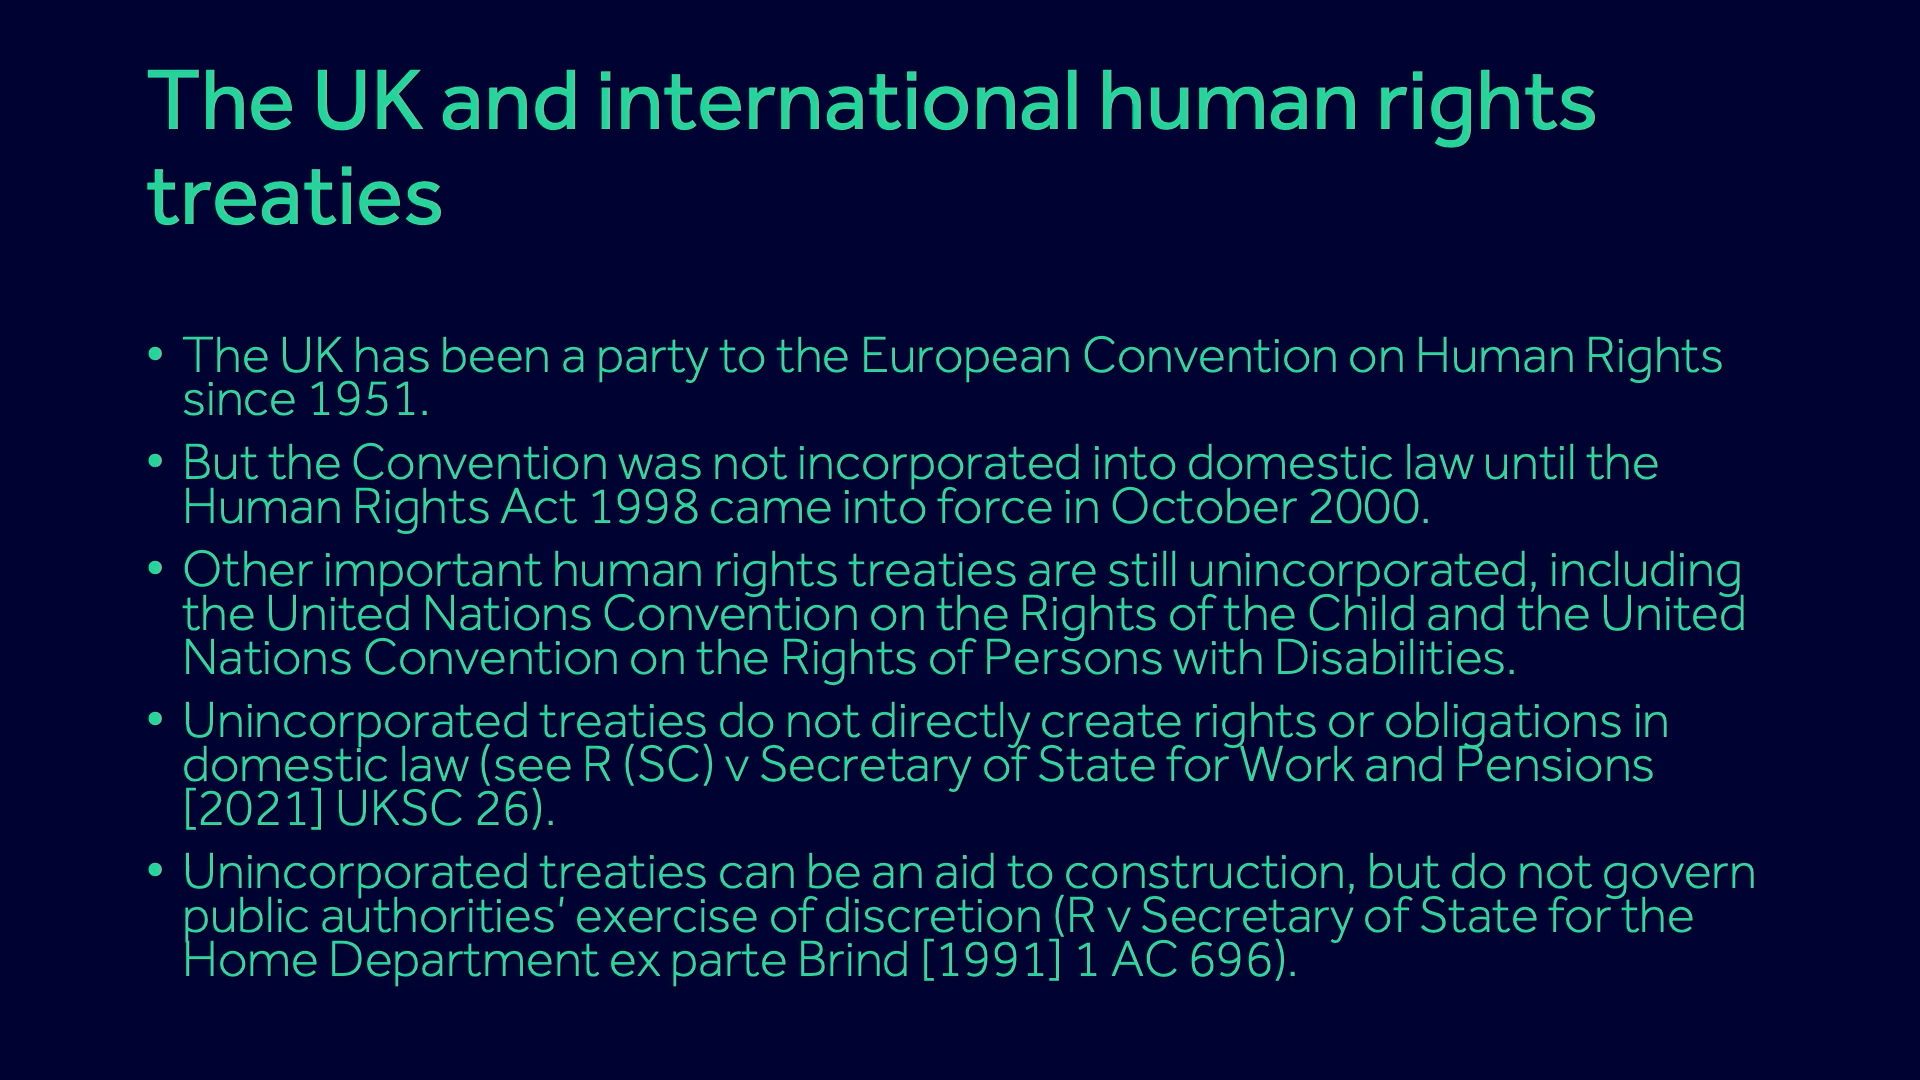 The UK and international human rights
treaties
• The UK has been a party to the European Convention on Human Rights
since 1951.
• But the Convention was not incorporated into domestic law until the
Human Rights Act 1998 came into force in October 2000.
• Other important human rights treaties are still unincorporated, including
the United Nations Convention on the Rights of the Child and the United
Nations Convention on the Rights of Persons with Disabilities.
• Unincorporated treaties do not directly create rights or obligations in
domestic law (see R (SC) v Secretary of State for Work and Pensions
[2021] UKSC 26).
• Unincorporated treaties can be an aid to construction, but do not govern
public authorities’ exercise of discretion (R v Secretary of State for the
Home Department ex parte Brind [1991] 1 AC 696).